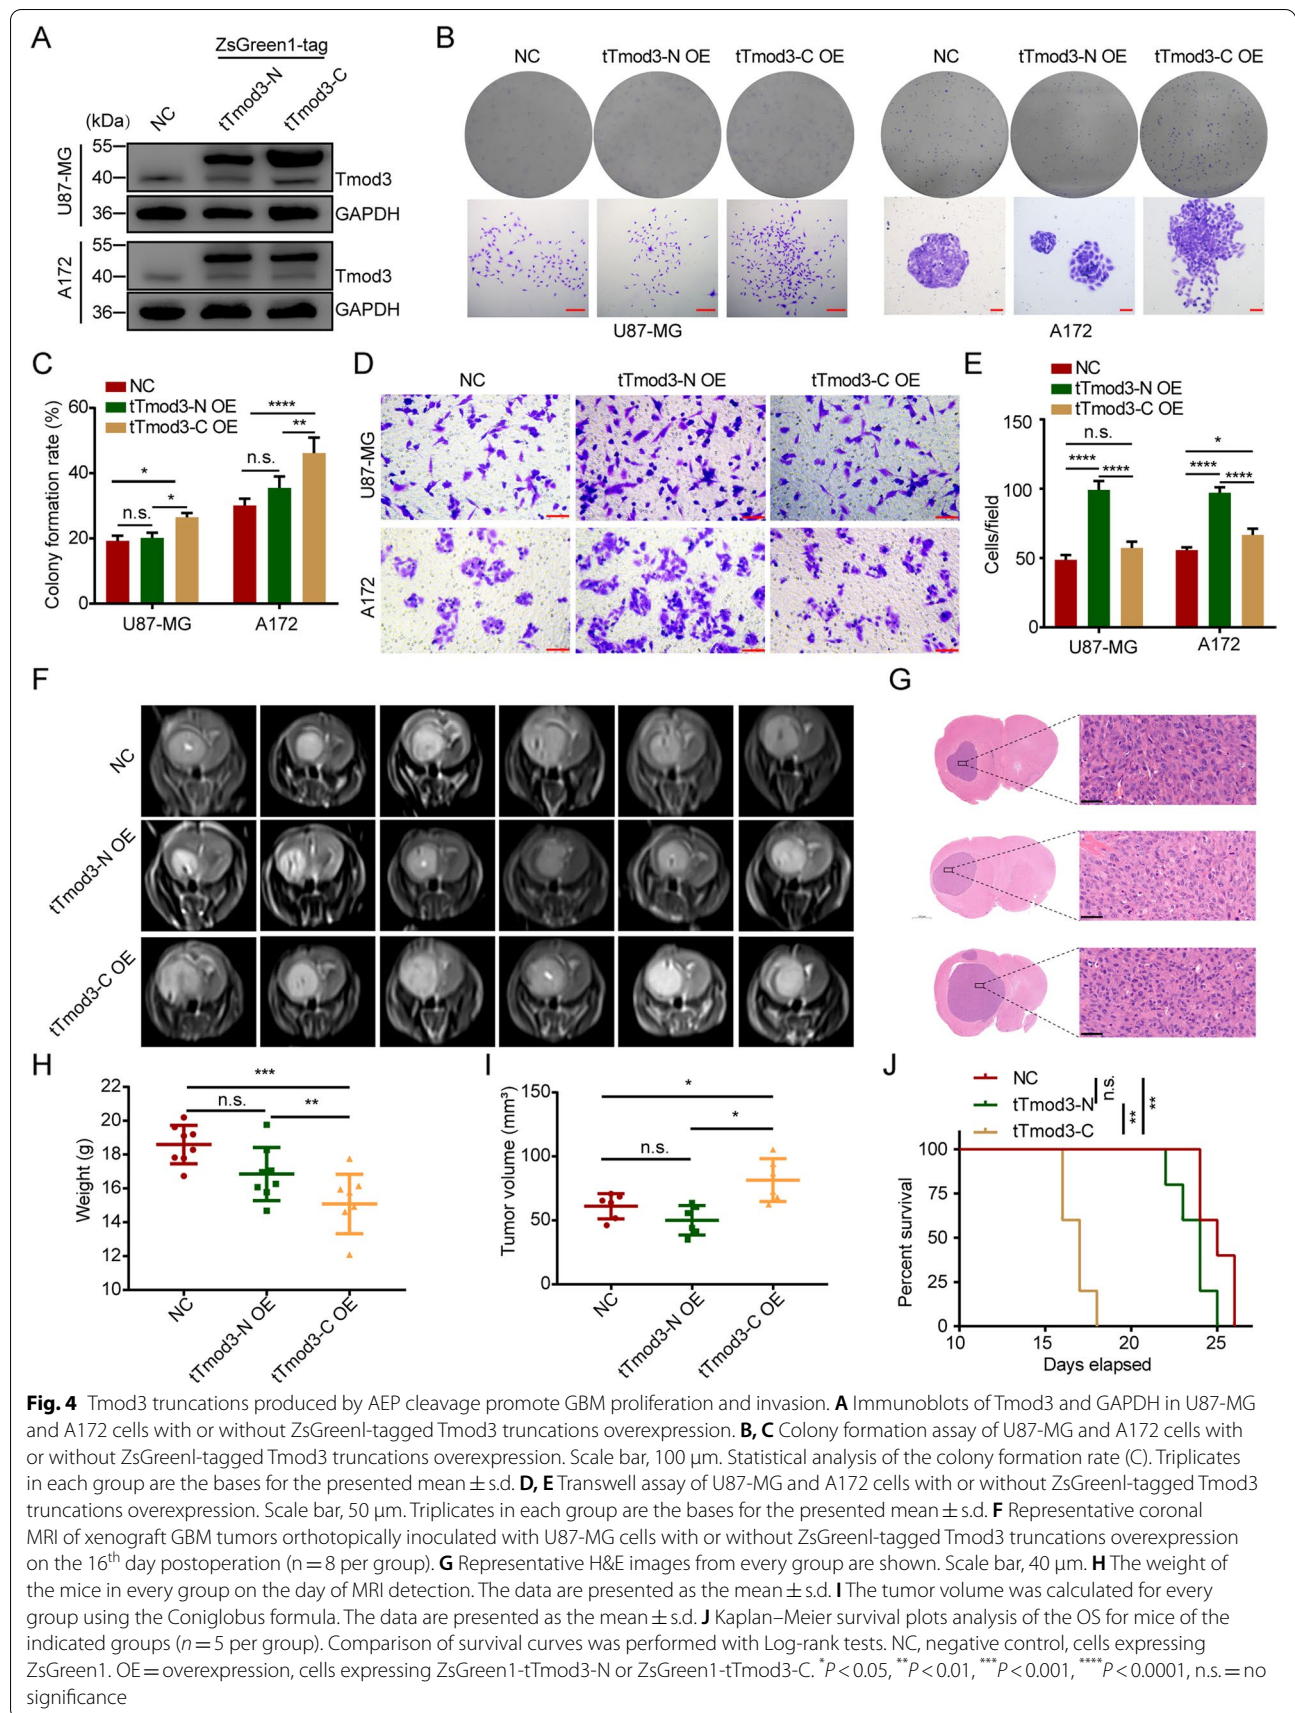 A
ZsGreen1-tag
(kDa)
NC
tTmod3-N
tTmod3-C
U87-MG
55
40
Tmod3
36
GAPDH
A172
55
40
Tmod3
36
GAPDH
B
NC
tTmod3-N OE
tTmod3-C OE
NC
tTmod3-N OE
tTmod3-C OE
U87-MG
A172
C
NC
tTmod3-N OE
tTmod3-C OE
Colony formation rate (%)
60
40
20
0
n.s.
*
*
n.s.
**
****
U87-MG
A172
D
NC
tTmod3-N OE
tTmod3-C OE
U87-MG
A172
E
NC
tTmod3-N OE
tTmod3-C OE
Cells/field
150
100
50
0
n.s.
****
****
*
****
****
U87-MG
A172
F
NC
tTmod3-N OE
tTmod3-C OE
G
H
Weight (g)
22
20
18
16
14
12
10
***
n.s.
**
NC
tTmod3-N OE
tTmod3-C OE
I
Tumor volume (mm³)
150
100
50
0
*
*
n.s.
NC
tTmod3-N OE
tTmod3-C OE
J
NC
tTmod3-N
tTmod3-C
n.s.
**
**
Percent survival
100
75
50
25
0
10
15
20
25
Days elapsed
Fig. 4 Tmod3 truncations produced by AEP cleavage promote GBM proliferation and invasion. A Immunoblots of Tmod3 and GAPDH in U87-MG
and A172 cells with or without ZsGreenl-tagged Tmod3 truncations overexpression. B, C Colony formation assay of U87-MG and A172 cells with
or without ZsGreenl-tagged Tmod3 truncations overexpression. Scale bar, 100 μm. Statistical analysis of the colony formation rate (C). Triplicates
in each group are the bases for the presented mean ± s.d. D, E Transwell assay of U87-MG and A172 cells with or without ZsGreenl-tagged Tmod3
truncations overexpression. Scale bar, 50 μm. Triplicates in each group are the bases for the presented mean ± s.d. F Representative coronal
MRI of xenograft GBM tumors orthotopically inoculated with U87-MG cells with or without ZsGreenl-tagged Tmod3 truncations overexpression
on the 16th day postoperation (n = 8 per group). G Representative H&E images from every group are shown. Scale bar, 40 μm. H The weight of
the mice in every group on the day of MRI detection. The data are presented as the mean ± s.d. I The tumor volume was calculated for every
group using the Coniglobus formula. The data are presented as the mean ± s.d. J Kaplan–Meier survival plots analysis of the OS for mice of the
indicated groups (n = 5 per group). Comparison of survival curves was performed with Log-rank tests. NC, negative control, cells expressing
ZsGreen1. OE = overexpression, cells expressing ZsGreen1-tTmod3-N or ZsGreen1-tTmod3-C. *P < 0.05, **P < 0.01, ***P < 0.001, ****P < 0.0001, n.s. = no
significance